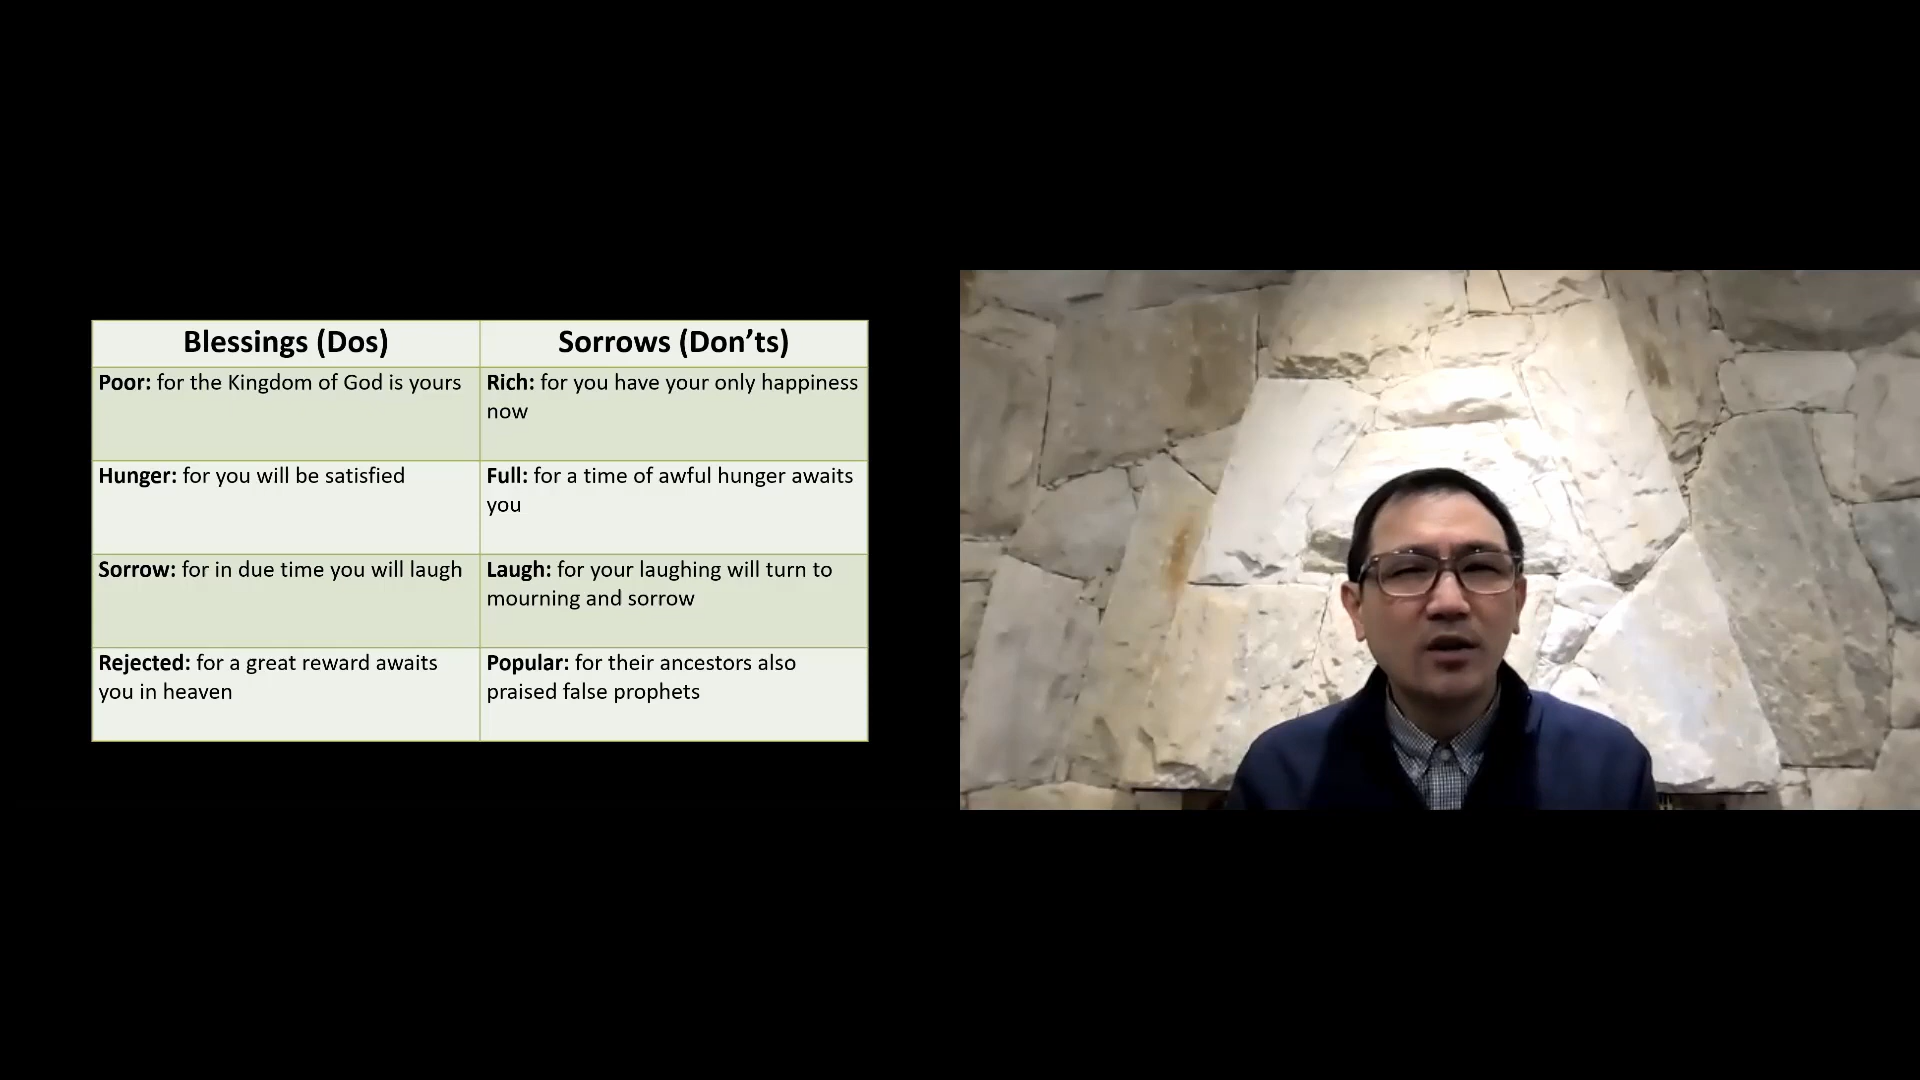 Blessings (Dos)
Sorrows (Don'ts)
Poor: for the Kingdom of God is yours
Rich: for you have your only happiness
now
Hunger: for you will be satisfied
Full: for a time of awful hunger awaits
you
Sorrow: for in due time you will laugh
Laugh: for your laughing will turn to
mourning and sorrow
Rejected: for a great reward awaits
you in heaven
Popular: for their ancestors also
praised false prophets